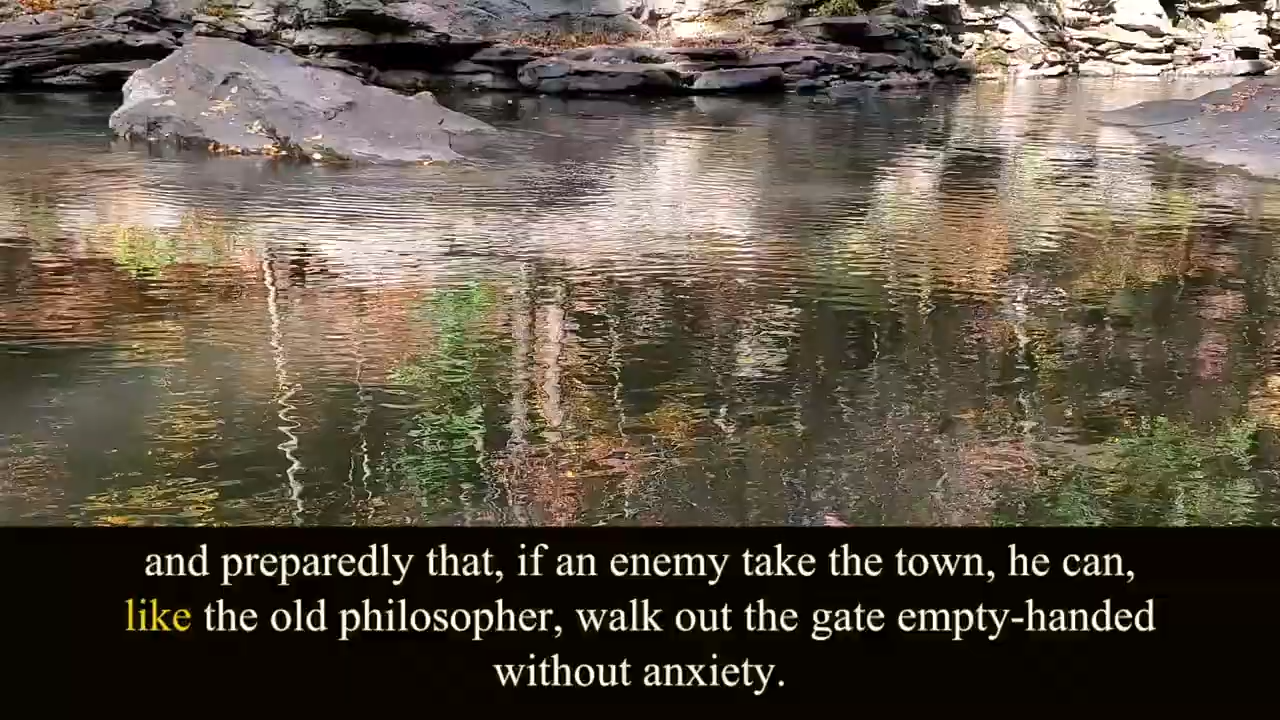 and preparedly that, if an enemy take the town, he can,
like the old philosopher, walk out the gate empty-handed
without anxiety.